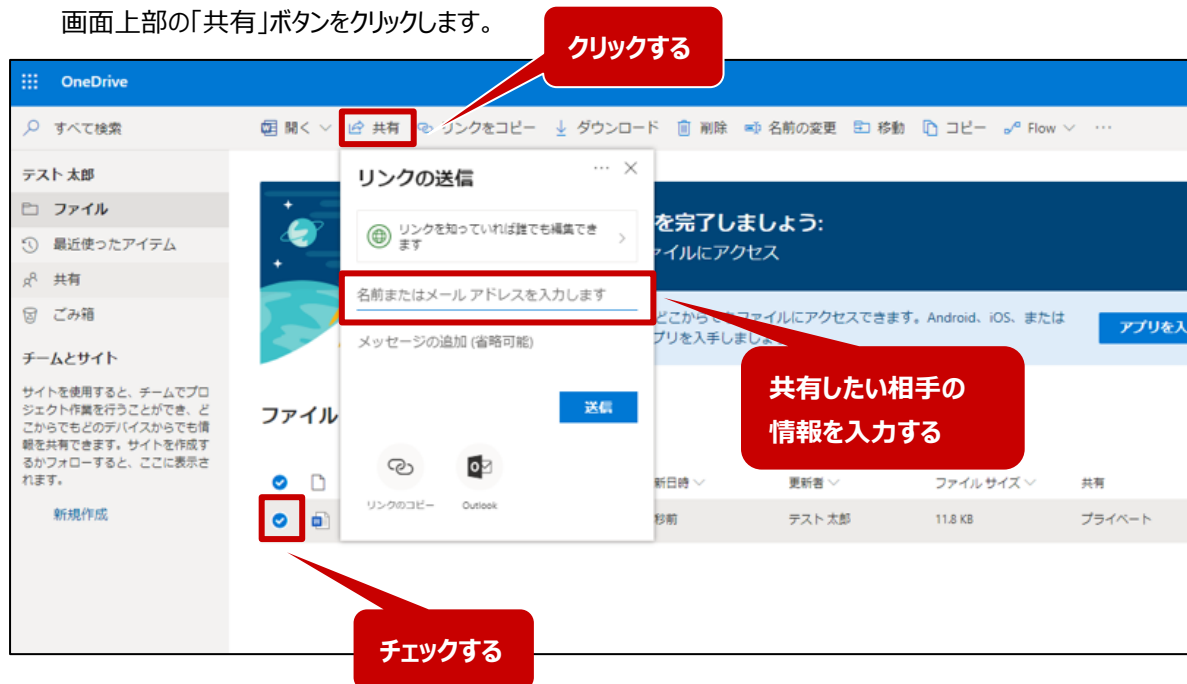 画面上部の「共有」ボタンをクリックします。
クリックする
OneDrive
すべて検索
開く 共有 リンクをコピー ダウンロード 削除 名前の変更 移動 コピー Flow ...
テスト 太郎
ファイル
最近使ったアイテム
共有
ごみ箱
チームとサイト
サイトを使用すると、チームでプロ
ジェクト作業を行うことができ、ど
こからでもどのデバイスからでも情
報を共有できます。サイトを作成す
るかフォローすると、ここに表示さ
れます。
新規作成
リンクの送信
リンクを知っていれば誰でも編集でき
ます
名前またはメール アドレスを入力します
メッセージの追加 (省略可能)
送信
リンクのコピー Outlook
を完了しましょう:
ァイルにアクセス
ファイルにアクセスできます。Android、iOS、または
プリを入手しまし
アプリを入
共有したい相手の
情報を入力する
ファイル
新日時 更新者 ファイル サイズ 共有
秒前 テスト 太郎 11.8 KB プライベート
チェックする